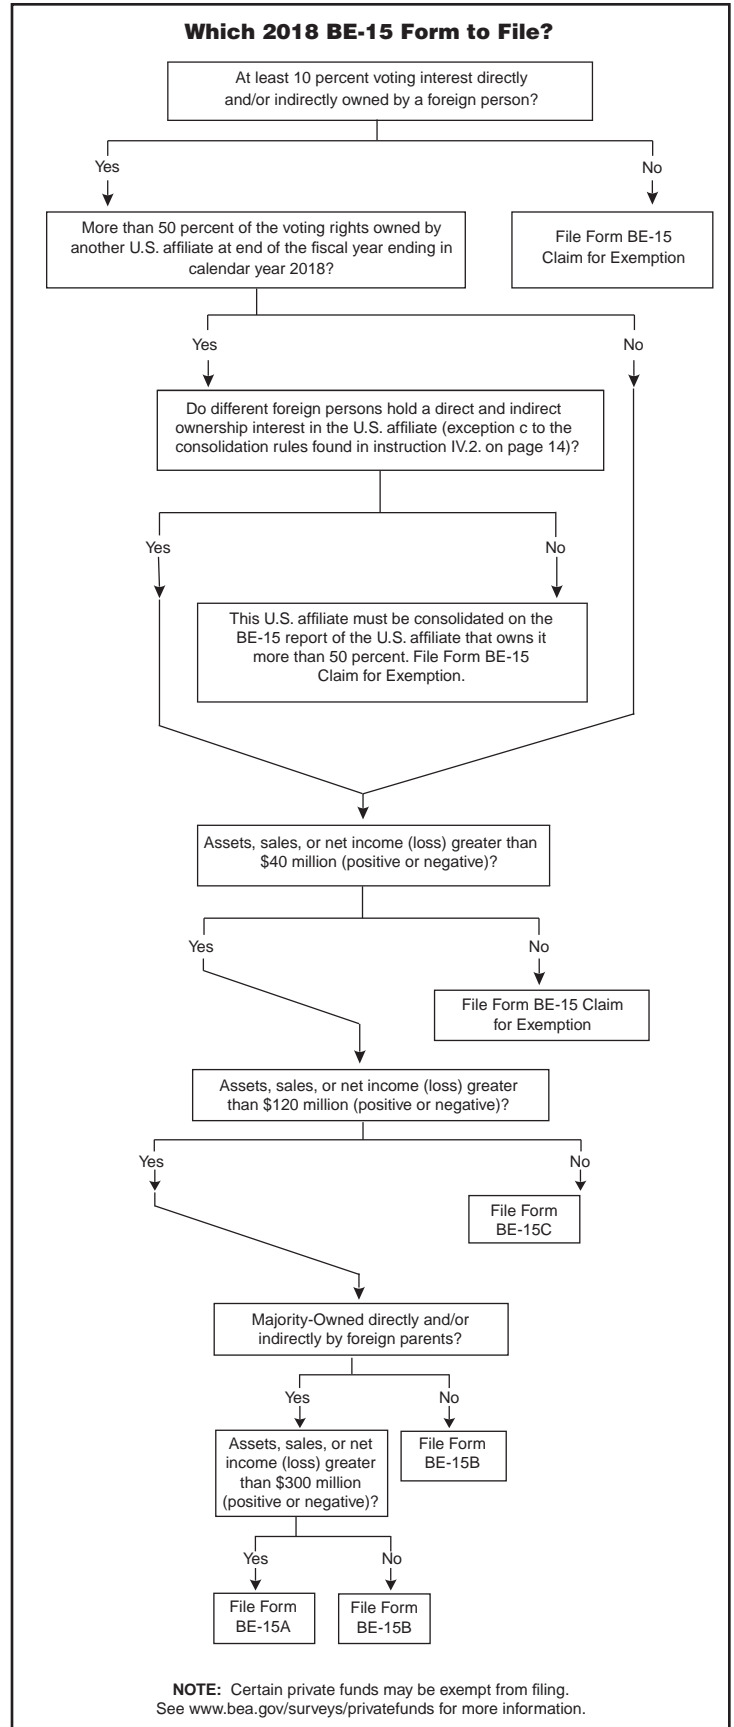 Which 2018 BE-15 Form to File?
At least 10 percent voting interest directly
and/or indirectly owned by a foreign person?
Yes
No
More than 50 percent of the voting rights owned by
another U.S. affiliate at end of the fiscal year ending in
calendar year 2018?
File Form BE-15
Claim for Exemption
Yes
No
Do different foreign persons hold a direct and indirect
ownership interest in the U.S. affiliate (exception c to the
consolidation rules found in instruction IV.2. on page 14)?
Yes
No
This U.S. affiliate must be consolidated on the
BE-15 report of the U.S. affiliate that owns it
more than 50 percent. File Form BE-15
Claim for Exemption.
Assets, sales, or net income (loss) greater than
$40 million (positive or negative)?
Yes
No
File Form BE-15 Claim
for Exemption
Assets, sales, or net income (loss) greater
than $120 million (positive or negative)?
Yes
No
File Form
BE-15C
Majority-Owned directly and/or
indirectly by foreign parents?
Yes
No
Assets, sales, or net
income (loss) greater
than $300 million
(positive or negative)?
File Form
BE-15B
Yes
No
File Form
BE-15A
File Form
BE-15B
NOTE: Certain private funds may be exempt from filing.
See www.bea.gov/surveys/privatefunds for more information.